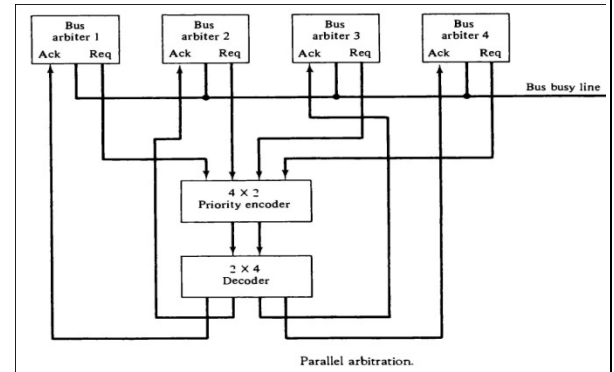 Bus
arbiter 1
Ack Req
Bus
arbiter 2
Ack Req
Bus
arbiter 3
Ack Req
Bus
arbiter 4
Ack Req
Bus busy line
4 X 2
Priority encoder
2 X 4
Decoder
Parallel arbitration.